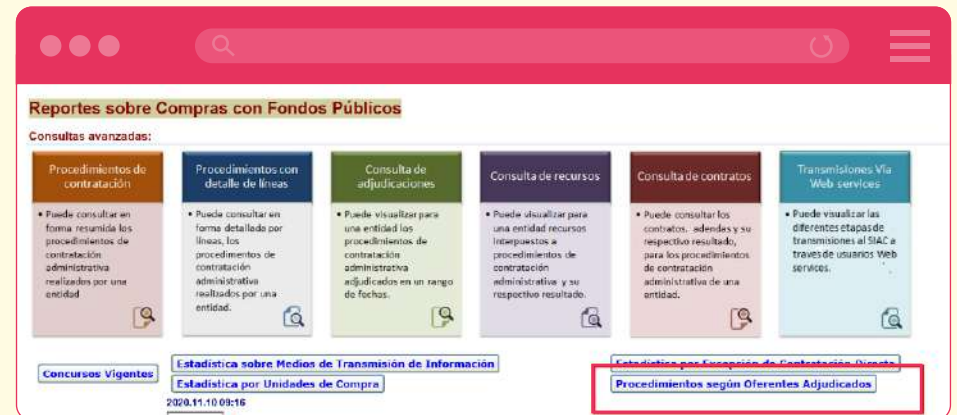 Reportes sobre Compras con Fondos Públicos
Consultas avanzadas:
Procedimientos de
contratación
• Puede consultar en
forma resumida los
procedimientos de
contratación
administrativa
realizados por una
entidad
Procedimientos con
detalle de líneas
• Puede consultar en
forma detallada por
líneas, los
procedimentos de
contratación
administrativa
realizados por una
entidad.
Consulta de
adjudicaciones
• Puede visualizar para
una entidad los
procedimientos de
contratación
administrativa
adjudicados en un rango
de fechas.
Consulta de recursos
• Puede visualizar para
una entidad recursos
interpuestos a
procedimientos de
contratación
administrativa y su
respectivo resultado.
Consulta de contratos
• Puede consultar los
contratos, adendas y su
respectivo resultado,
para los procedimientos
de contratación
administrativa de una
entidad.
Transmisiones Vía
Web services
• Puede visualizar las
diferentes etapas de
transmisiones al SIAC a
traves de usuarios Web
services.
Concursos Vigentes
Estadística sobre Medios de Transmisión de Información
Estadística por Unidades de Compra
2020.11.10 09:16
Estadística por Excepción de Contratación Directa
Procedimientos según Oferentes Adjudicados